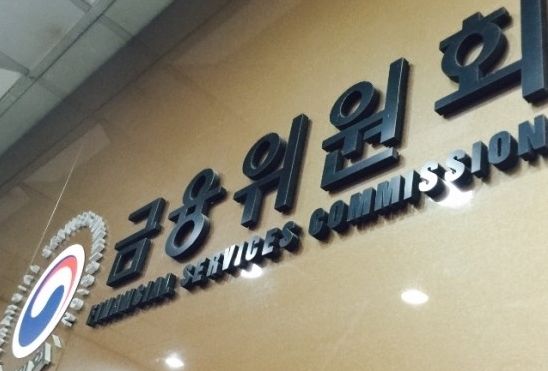 금융위원회
FINANCIAL SERVICES COMMISSION